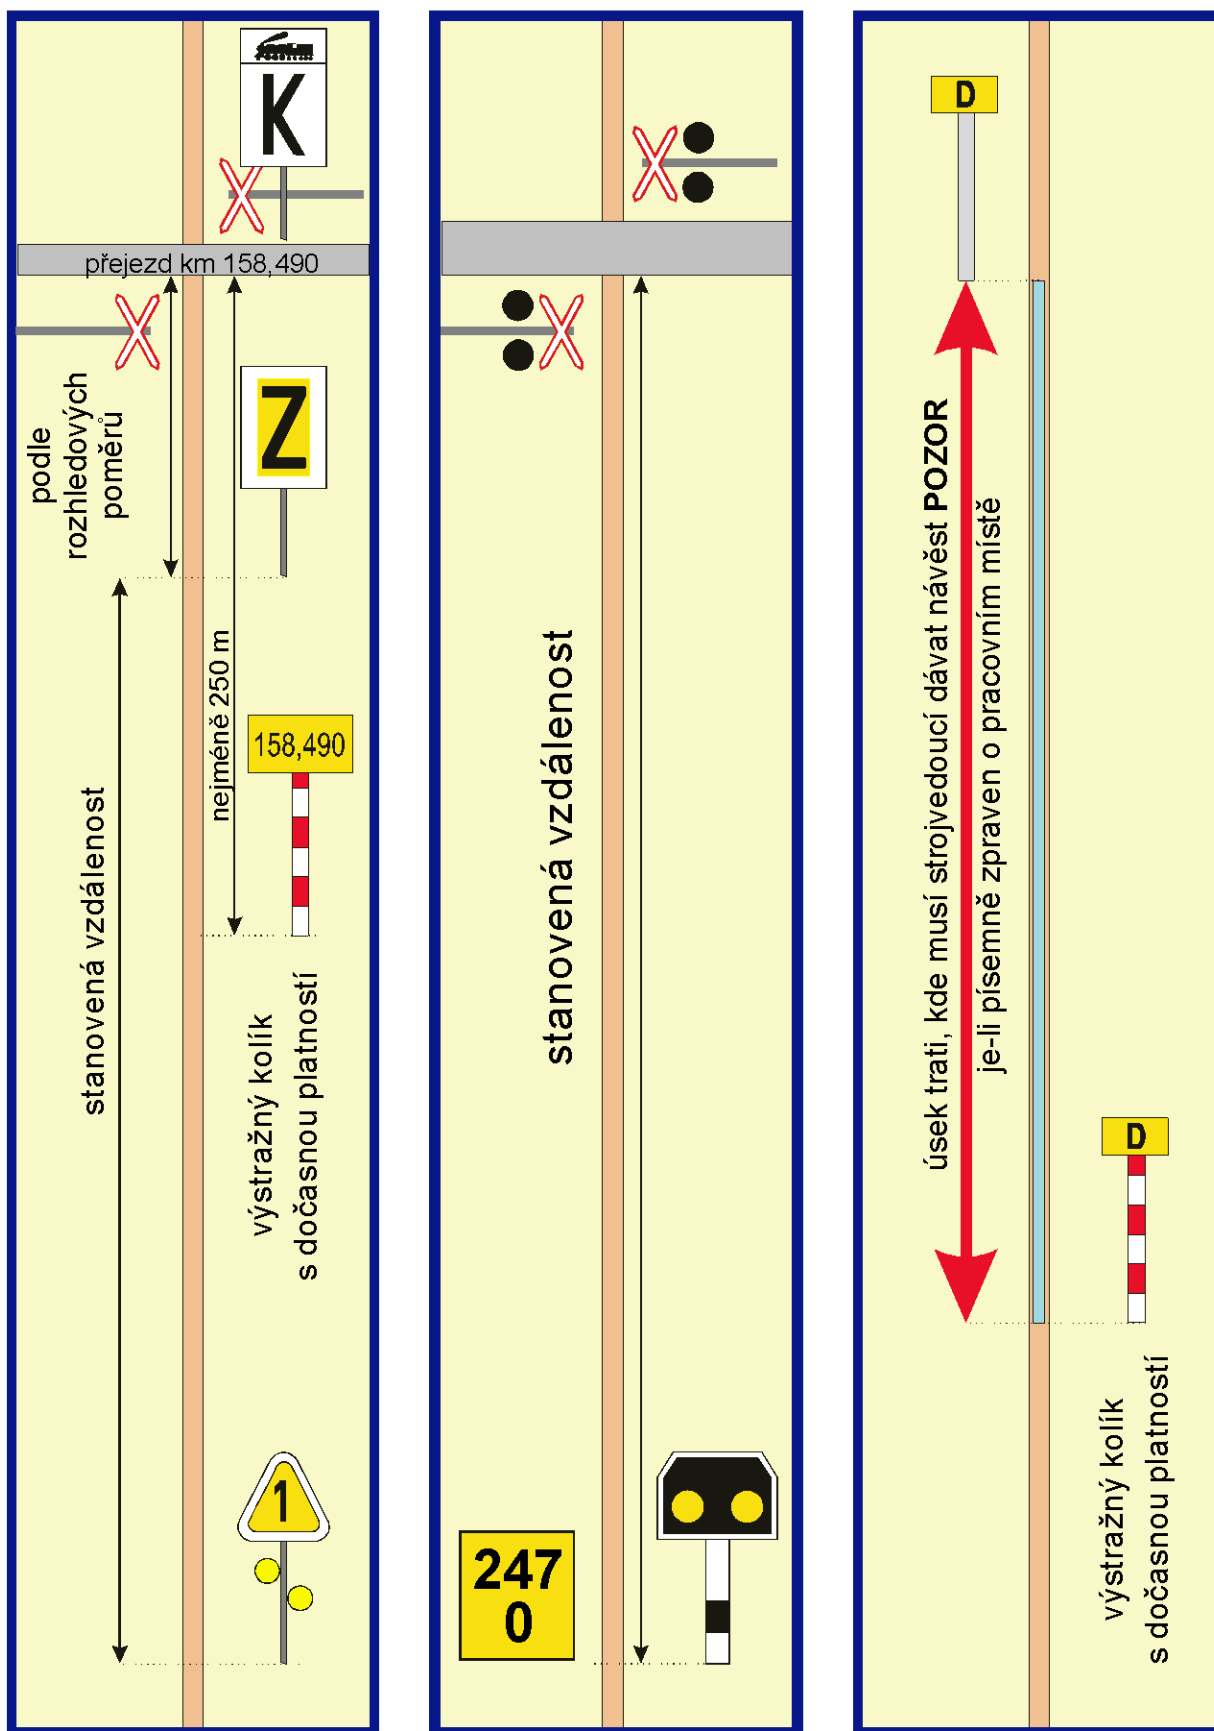 K
přejezd km 158,490
podle
rozhledových
poměrů
Z
nejméně 250 m
158,490
stanovená vzdálenost
výstražný kolík
s dočasnou platností
1
stanovená vzdálenost
247
0
D
úsek trati, kde musí strojvedoucí dávat návěst POZOR
je-li písemně zpraven o pracovním místě
D
výstražný kolík
s dočasnou platností